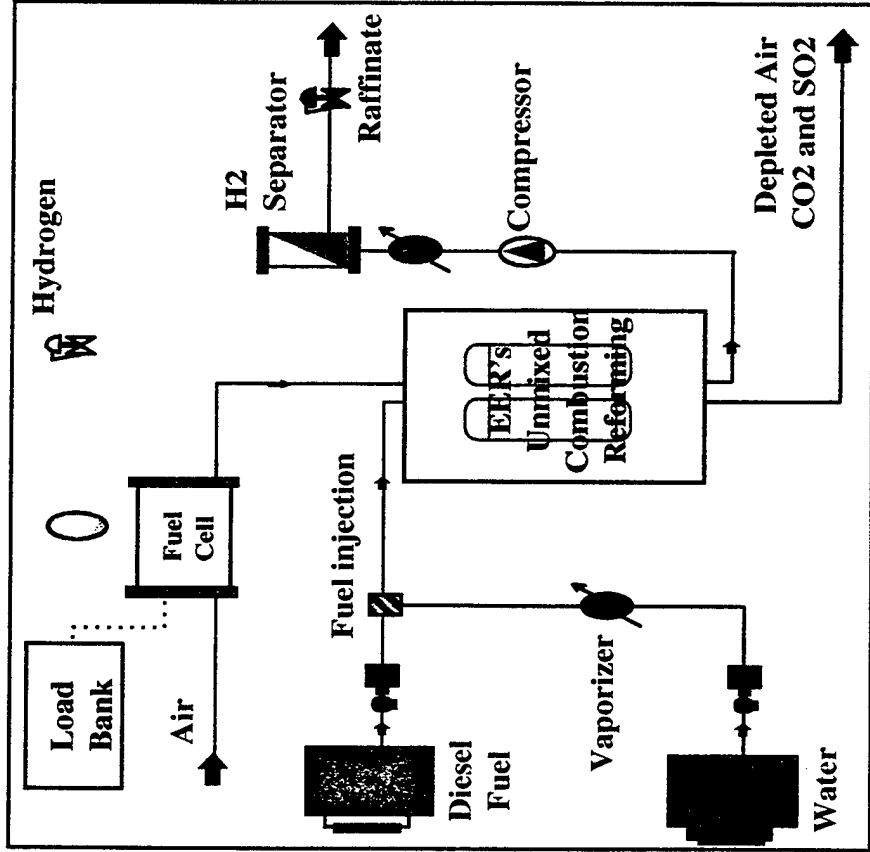 Load
Bank
Air
Fuel
Cell
Hydrogen
H2
Separator
Raffinate
Compressor
Fuel injection
EER's
Unmixed
Combustion
Reforming
Diesel
Fuel
Vaporizer
Water
Depleted Air
CO2 and SO2